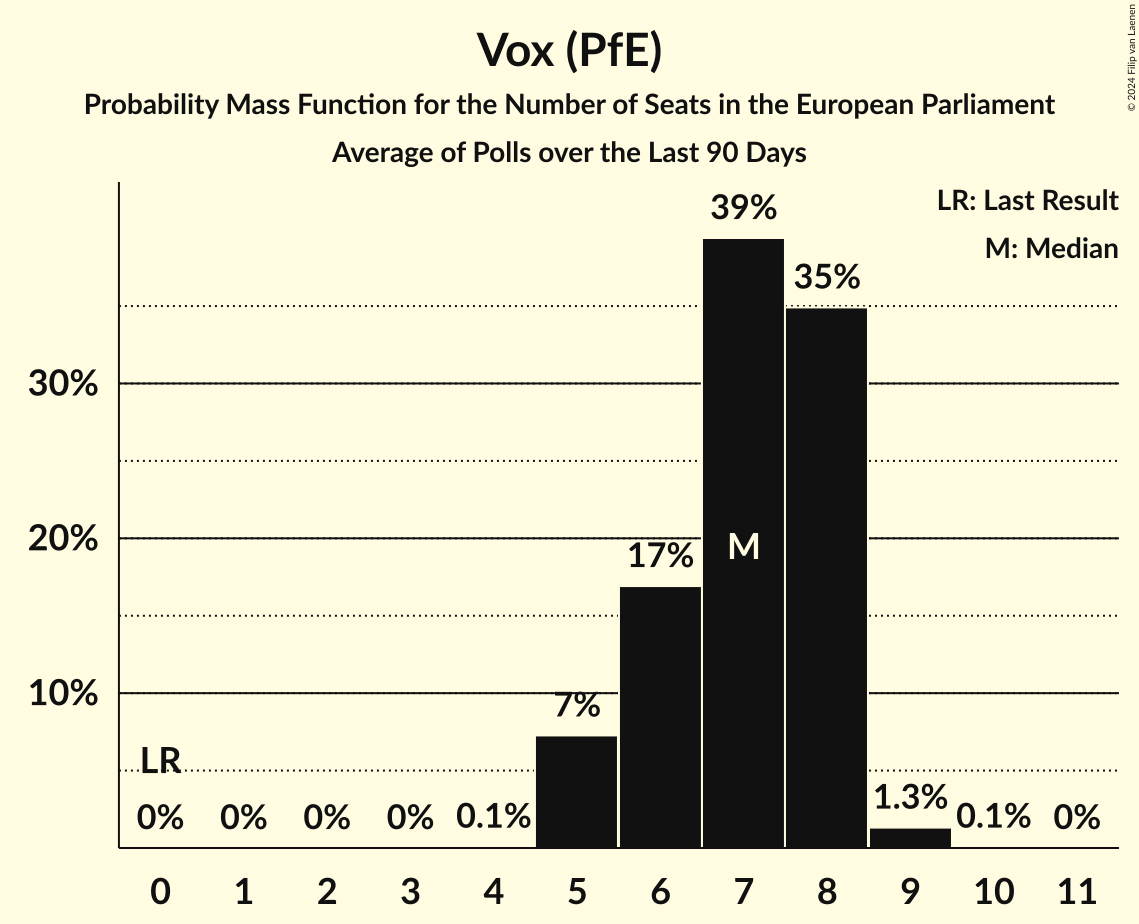 Vox (PfE)
Probability Mass Function for the Number of Seats in the European Parliament
Average of Polls over the Last 90 Days
© 2024 Filip van Laenen
LR: Last Result
M: Median
39%
35%
30%
20%
17%
M
10%
7%
LR
1.3%
0% 0% 0% 0% 0.1% 0.1% 0%
0 1 2 3 4 5 6 7 8 9 10 11